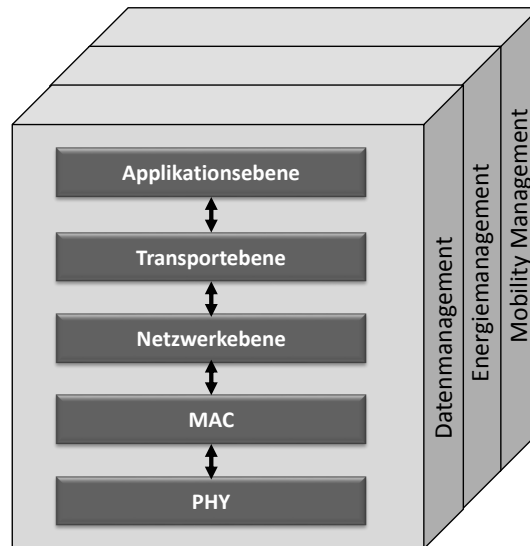 Applikationsebene
Transportebene
Netzwerkebene
MAC
PHY
Datenmanagement
Energiemanagement
Mobility Management